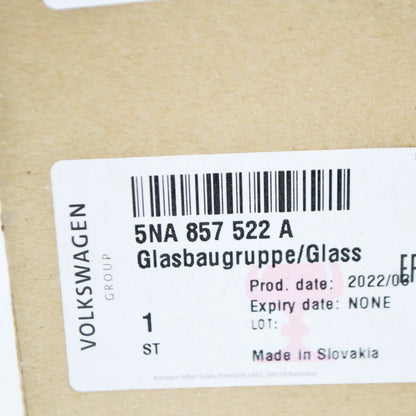 VOLKSWAGEN
GROUP
5NA 857 522 A
Glasbaugruppe/Glass
Prod. date: 2022/03
Expiry date: NONE
LOT:
1
ST
Made in Slovakia